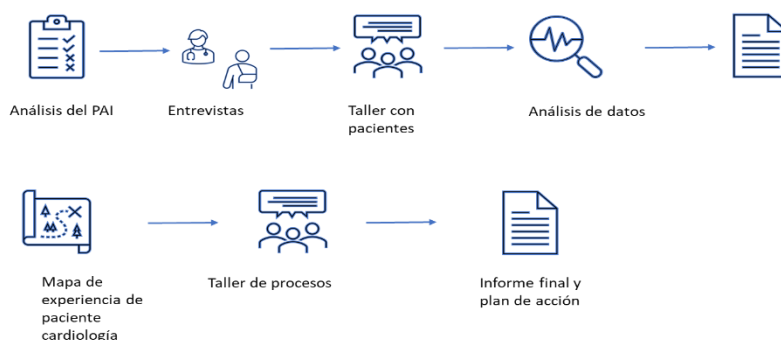 Análisis del PAI
Entrevistas
Taller con
pacientes
Análisis de datos
Mapa de
experiencia de
paciente
cardiología
Taller de procesos
Informe final y
plan de acción